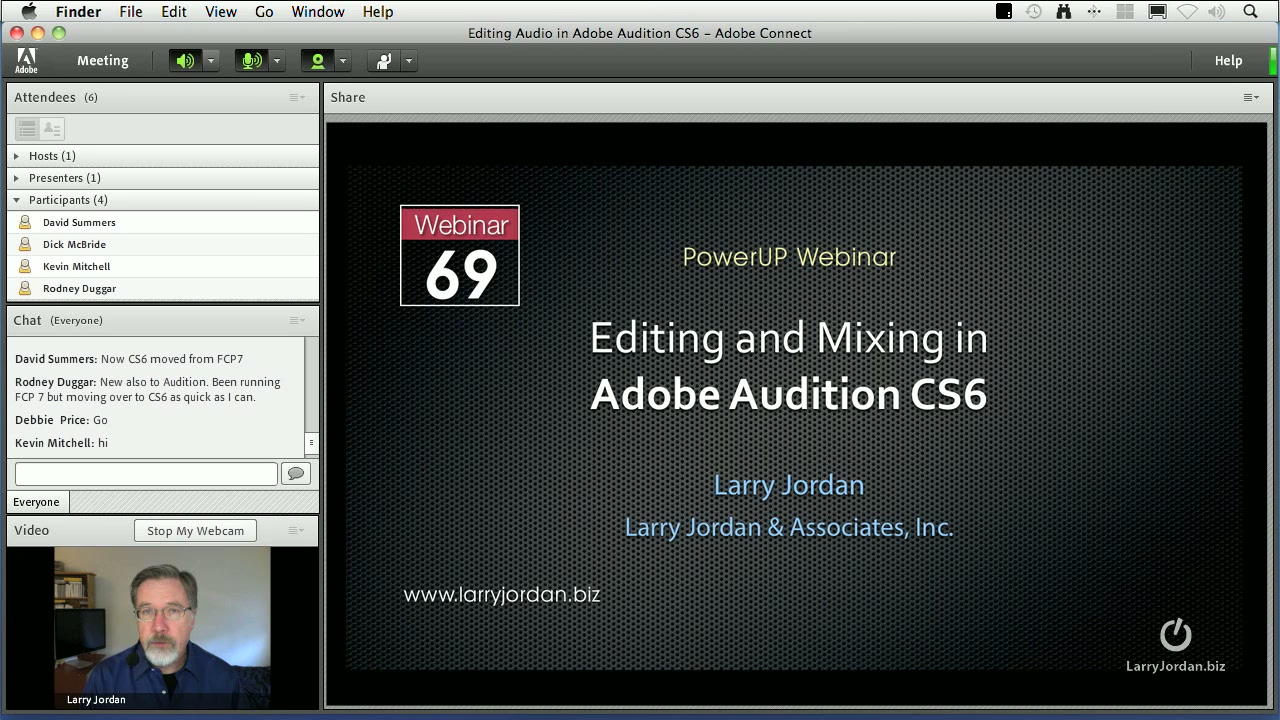 Finder File Edit View Go Window Help
Editing Audio in Adobe Audition CS6 – Adobe Connect
Adobe
Meeting
Help
Attendees (6)
Hosts (1)
Presenters (1)
Participants (4)
David Summers
Dick McBride
Kevin Mitchell
Rodney Duggar
Chat (Everyone)
David Summers: Now CS6 moved from FCP7
Rodney Duggar: New also to Audition. Been running
FCP 7 but moving over to CS6 as quick as I can.
Debbie Price: Go
Kevin Mitchell: hi
Everyone
Video
Stop My Webcam
Larry Jordan
Share
Webinar
69
PowerUP Webinar
Editing and Mixing in
Adobe Audition CS6
Larry Jordan
Larry Jordan & Associates, Inc.
www.larryjordan.biz
LarryJordan.biz